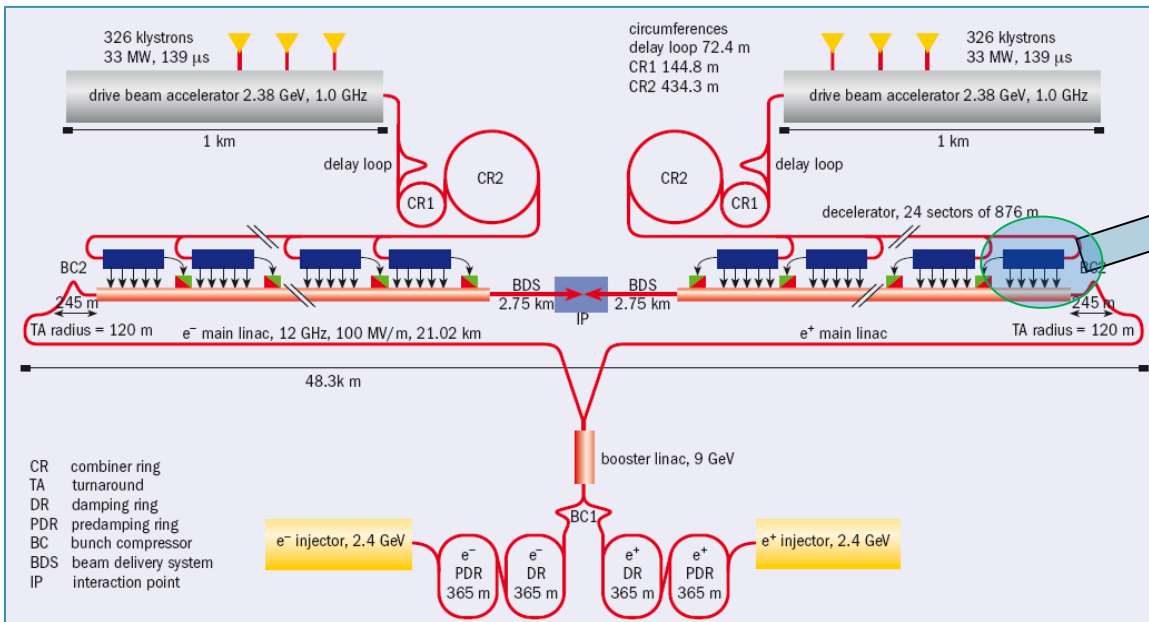 326 klystrons
33 MW, 139 μs
circumferences
delay loop 72.4 m
CR1 144.8 m
CR2 434.3 m
326 klystrons
33 MW, 139 μs
drive beam accelerator 2.38 GeV, 1.0 GHz
drive beam accelerator 2.38 GeV, 1.0 GHz
1 km
1 km
delay loop
delay loop
CR2
CR2
CR1
CR1
decelerator, 24 sectors of 876 m
BC2
BC2
BDS
2.75 km
BDS
2.75 km
IP
245 m
245 m
TA radius = 120 m
e⁻ main linac, 12 GHz, 100 MV/m, 21.02 km
e⁺ main linac
TA radius = 120 m
48.3k m
booster linac, 9 GeV
CR combiner ring
TA turnaround
DR damping ring
PDR predamping ring
BC bunch compressor
BDS beam delivery system
IP interaction point
BC1
e⁻ injector, 2.4 GeV
e⁻
PDR
365 m
e⁻
DR
365 m
e⁺
DR
365 m
e⁺
PDR
365 m
e⁺ injector, 2.4 GeV